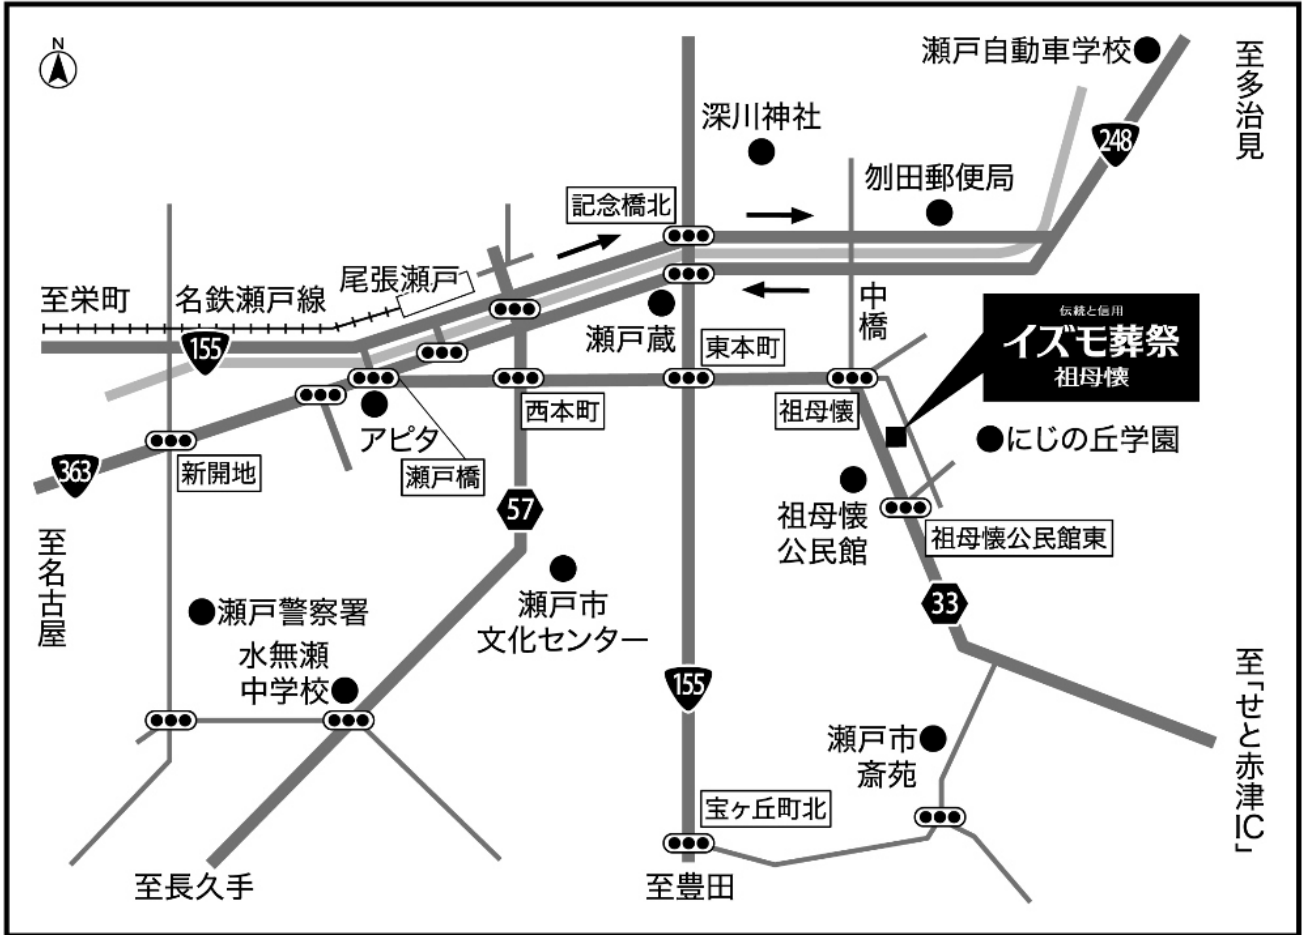 N
瀬戸自動車学校
至多治見
248
深川神社
刎田郵便局
記念橋北
尾張瀬戸
至栄町
名鉄瀬戸線
155
中橋
伝統と信用
イズモ葬祭
祖母懐
瀬戸蔵
東本町
西本町
祖母懐
アピタ
瀬戸橋
新開地
363
にじの丘学園
祖母懐
公民館
祖母懐公民館東
57
至名古屋
瀬戸市
文化センター
33
瀬戸警察署
水無瀬
中学校
155
至「せと赤津IC」
瀬戸市
斎苑
宝ヶ丘町北
至長久手
至豊田